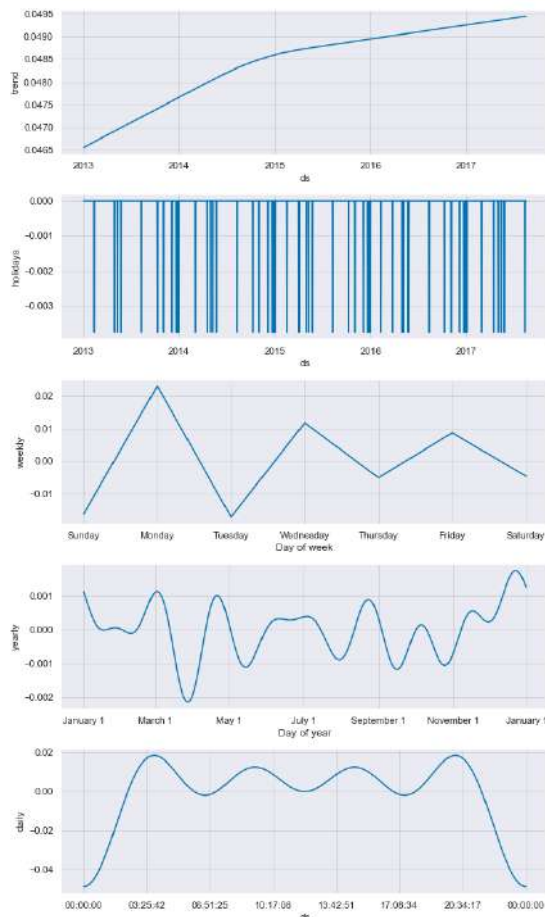 0.0495
0.0490
0.0485
0.0480
0.0475
0.0470
0.0465
trend
2013 2014 2015 2016 2017
ds
0.000
−0.001
−0.002
−0.003
holidays
2013 2014 2015 2016 2017
ds
0.02
0.01
0.00
−0.01
weekly
Sunday Monday Tuesday Wednesday Thursday Friday Saturday
Day of week
0.001
0.000
−0.001
−0.002
yearly
January 1 March 1 May 1 July 1 September 1 November 1 January 1
Day of year
0.02
0.00
−0.02
−0.04
daily
00:00:00 03:25:42 06:51:25 10:17:08 13:42:51 17:08:34 20:34:17 00:00:00
ds